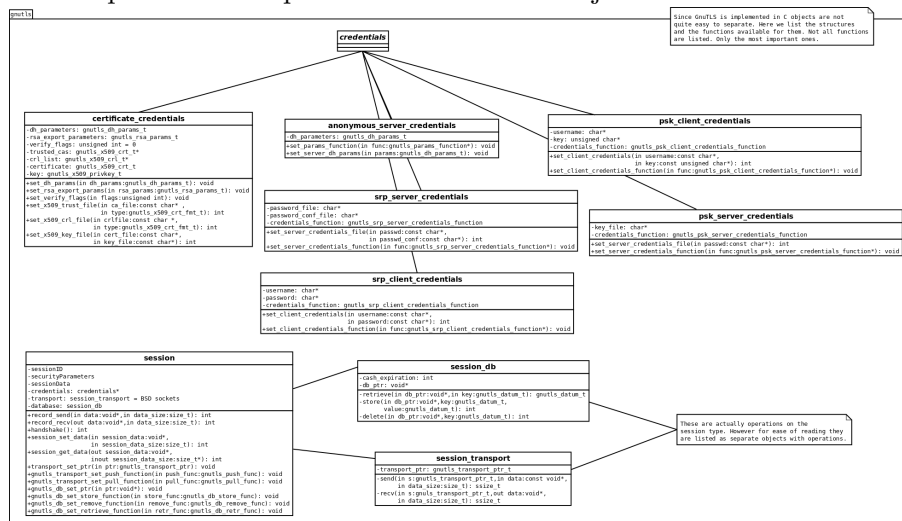 gnutls
Since GnuTLS is implemented in C objects are not
quite easy to separate. Here we list the structures
and the functions available for them. Not all functions
are listed. Only the most important ones.
credentials
certificate_credentials
-dh_parameters: gnutls_dh_params_t
-rsa_export_parameters: gnutls_rsa_params_t
-verify_flags: unsigned int = 0
-trusted_cas: gnutls_x509_crt_t*
-crl_list: gnutls_x509_crl_t*
-certificate: gnutls_x509_crt_t
-key: gnutls_x509_privkey_t
+set_dh_params(in dh_params:gnutls_dh_params_t): void
+set_rsa_export_params(in rsa_params:gnutls_rsa_params_t): void
+set_verify_flags(in flags:unsigned int): void
+set_x509_trust_file(in ca_file:const char*,
in type:gnutls_x509_crt_fmt_t): int
+set_x509_crl_file(in crlfile:const char *,
in type:gnutls_x509_crt_fmt_t): int
+set_x509_key_file(in cert_file:const char*,
in key_file:const char*): int
anonymous_server_credentials
-dh_parameters: gnutls_dh_params_t
+set_params_function(in func:gnutls_params_function*): void
+set_server_dh_params(in params:gnutls_dh_params_t): void
psk_client_credentials
-username: char*
-key: unsigned char*
-credentials_function: gnutls_psk_client_credentials_function
+set_client_credentials(in username:const char*,
in key:const unsigned char*): int
+set_client_credentials_function(in func:gnutls_psk_client_credentials_function*): void
srp_server_credentials
-password_file: char*
-password_conf_file: char*
-credentials_function: gnutls_srp_server_credentials_function
+set_server_credentials_file(in passwd:const char*,
in passwd_conf:const char*): int
+set_server_credentials_function(in func:gnutls_srp_server_credentials_function*): void
psk_server_credentials
-key_file: char*
-credentials_function: gnutls_psk_server_credentials_function
+set_server_credentials_file(in passwd:const char*): int
+set_server_credentials_function(in func:gnutls_psk_server_credentials_function*): void
srp_client_credentials
-username: char*
-password: char*
-credentials_function: gnutls_srp_client_credentials_function
+set_client_credentials(in username:const char*,
in password:const char*): int
+set_client_credentials_function(in func:gnutls_srp_client_credentials_function*): void
session
-sessionID
-securityParameters
-sessionData
-credentials: credentials*
-transport: session_transport = BSD sockets
-database: session_db
+record_send(in data:void*,in data_size:size_t): int
+record_recv(out data:void*,in data_size:size_t): int
+handshake(): int
+session_set_data(in session_data:void*,
in session_data_size:size_t): int
+session_get_data(out session_data:void*,
inout session_data_size:size_t*): int
+transport_set_ptr(in ptr:gnutls_transport_ptr): void
+gnutls_transport_set_push_function(in push_func:gnutls_push_func): void
+gnutls_transport_set_pull_function(in pull_func:gnutls_pull_func): void
+gnutls_db_set_ptr(in ptr:void*): void
+gnutls_db_set_store_function(in store_func:gnutls_db_store_func): void
+gnutls_db_set_remove_function(in remove_func:gnutls_db_remove_func): void
+gnutls_db_set_retrieve_function(in retr_func:gnutls_db_retr_func): void
session_db
-cash_expiration: int
-db_ptr: void*
-retrieve(in db_ptr:void*,in key:gnutls_datum_t): gnutls_datum_t
-store(in db_ptr:void*,key:gnutls_datum_t,
value:gnutls_datum_t): int
-delete(in db_ptr:void*,key:gnutls_datum_t): int
These are actually operations on the
session type. However for ease of reading they
are listed as separate objects with operations.
session_transport
-transport_ptr: gnutls_transport_ptr_t
-send(in s:gnutls_transport_ptr_t,in data:const void*,
in data_size:size_t): ssize_t
-recv(in s:gnuls_transport_ptr_t,out data:void*,
in data_size:size_t): ssize_t